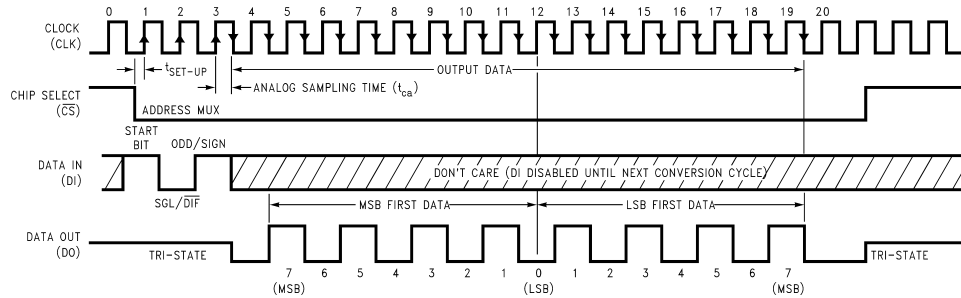 0 1 2 3 4 5 6 7 8 9 10 11 12 13 14 15 16 17 18 19 20
CLOCK
(CLK)
tSET-UP
OUTPUT DATA
ANALOG SAMPLING TIME (tca)
CHIP SELECT
(CS)
ADDRESS MUX
START
BIT
ODD/SIGN
DATA IN
(DI)
DON'T CARE (DI DISABLED UNTIL NEXT CONVERSION CYCLE)
SGL/DIF
MSB FIRST DATA
LSB FIRST DATA
DATA OUT
(DO)
TRI-STATE
TRI-STATE
7 6 5 4 3 2 1 0 1 2 3 4 5 6 7
(MSB) (LSB) (MSB)